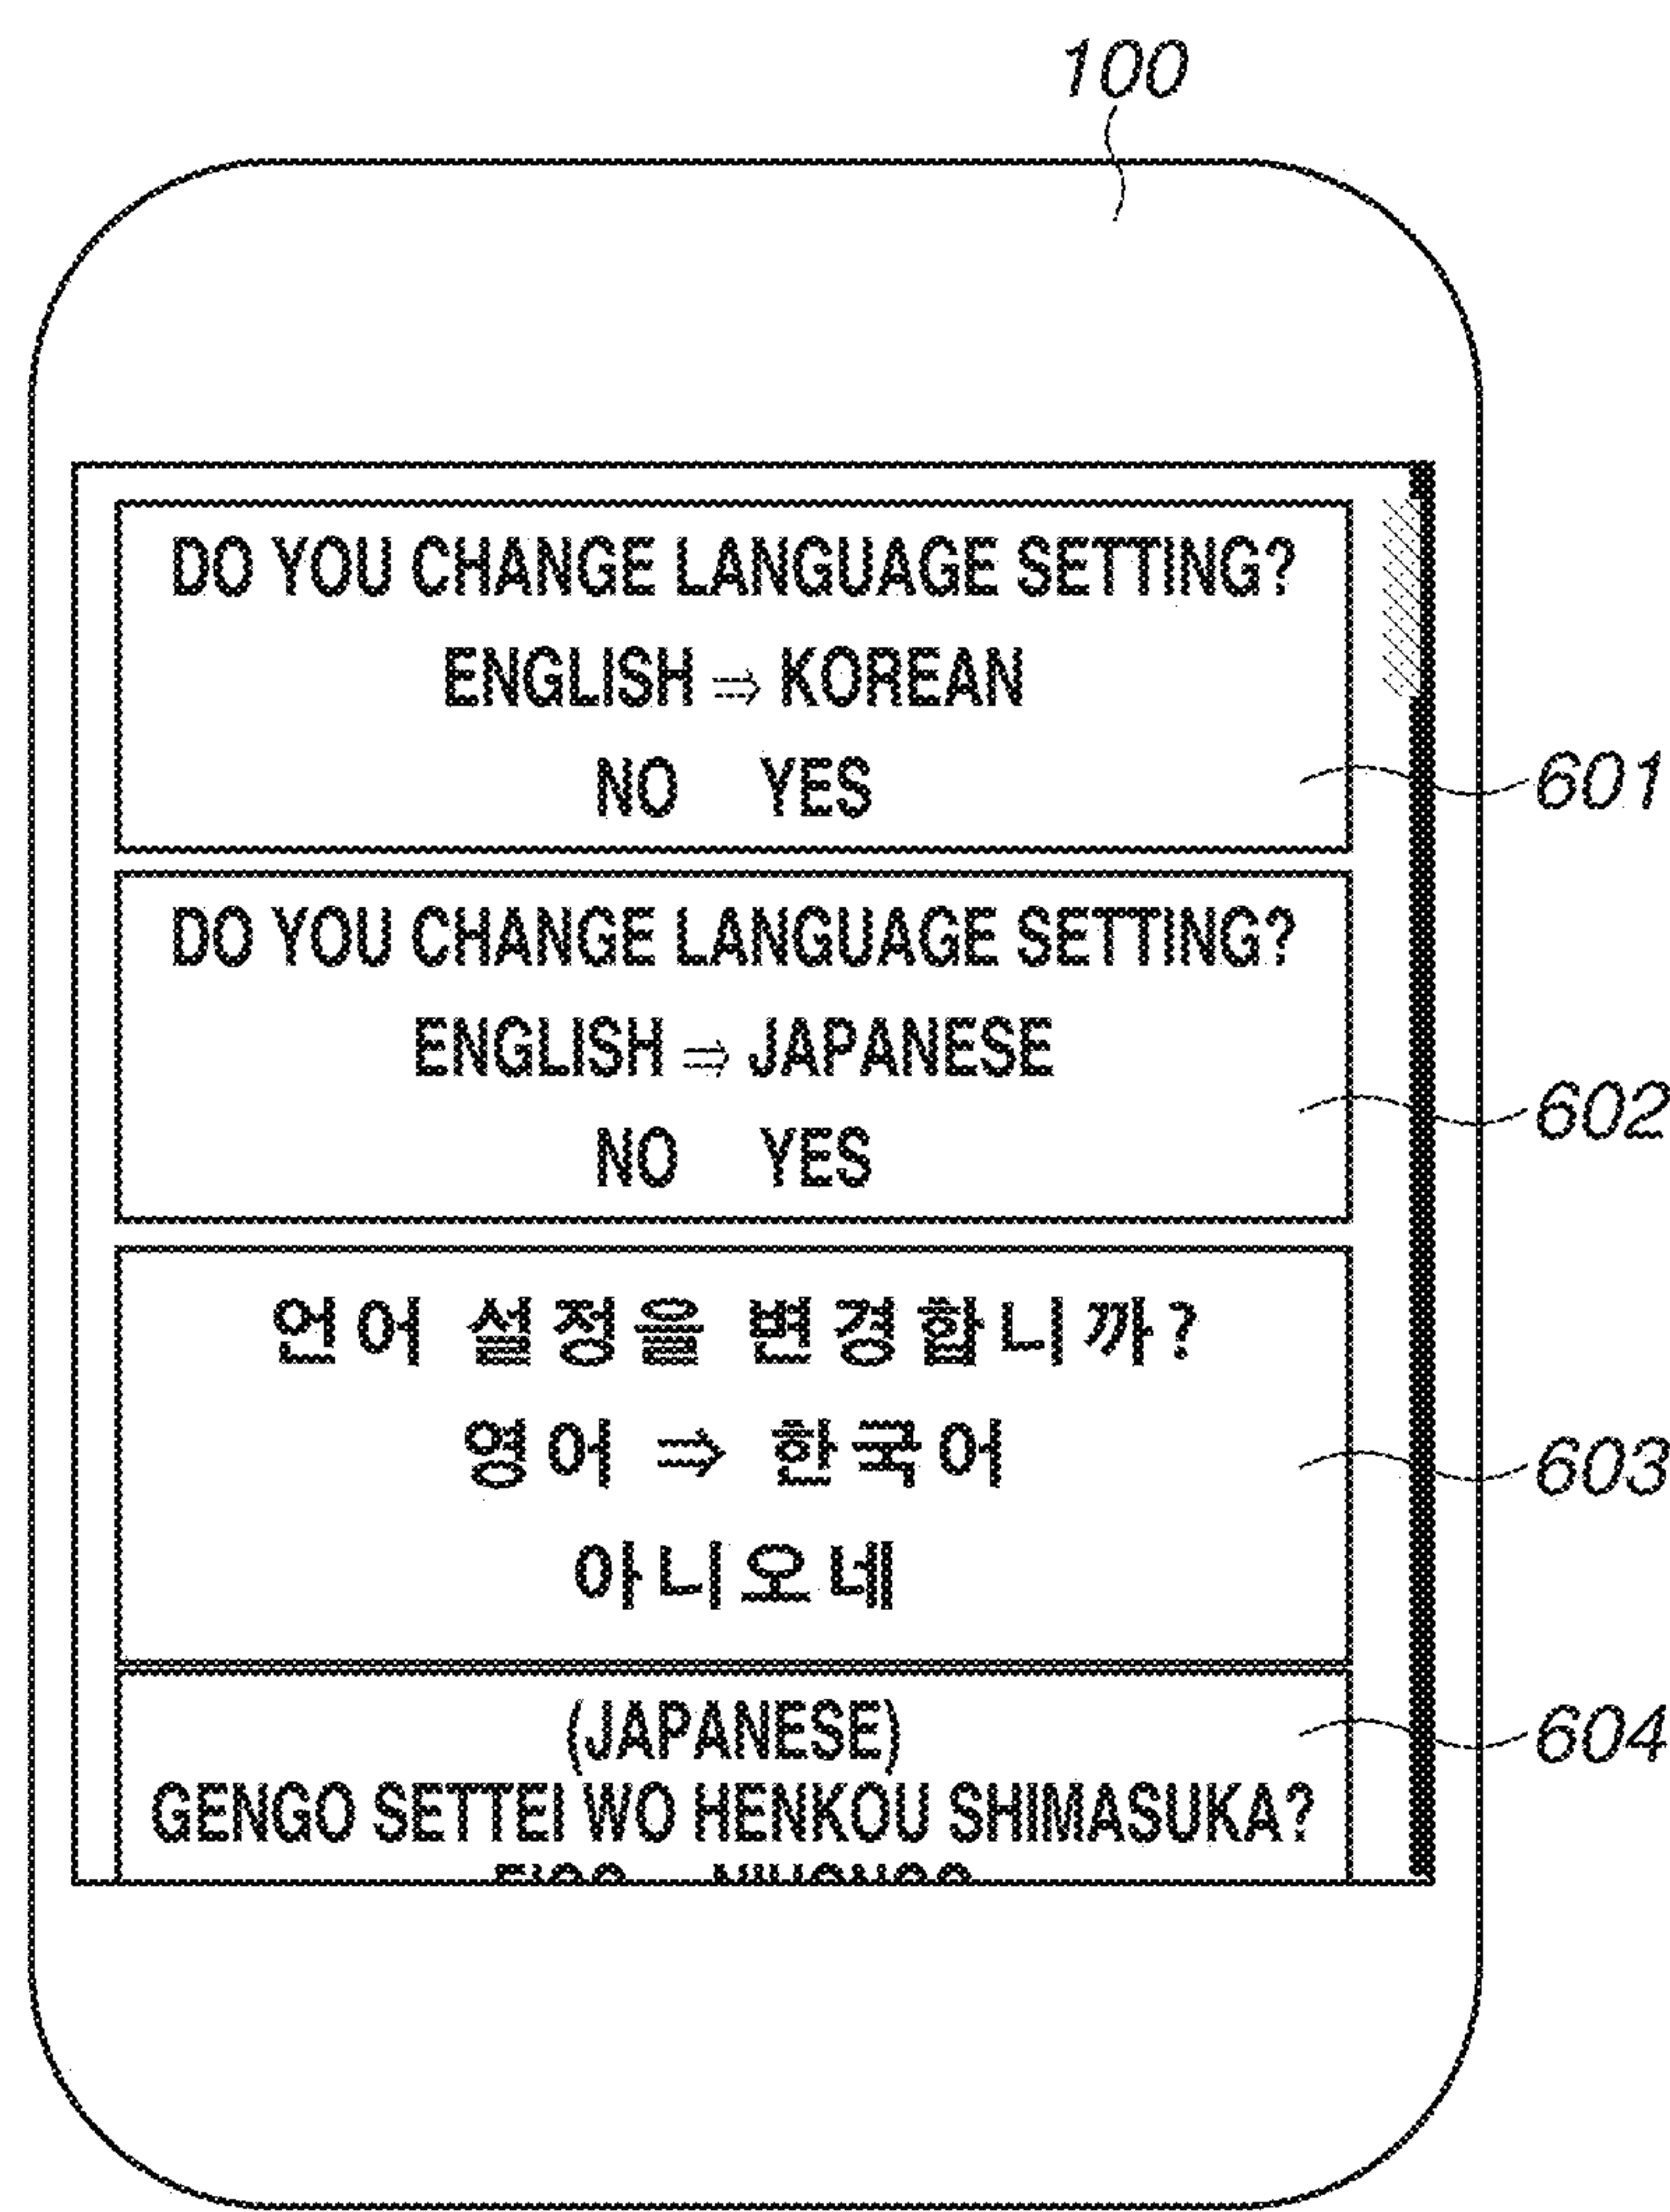 100
DO YOU CHANGE LANGUAGE SETTING?
ENGLISH ⇒ KOREAN
NO YES
601
DO YOU CHANGE LANGUAGE SETTING?
ENGLISH ⇒ JAPANESE
NO YES
602
언어 설정을 변경합니까?
영어 ⇒ 한국어
603
아니오네
(JAPANESE)
604
GENGO SETTEI WO HENKOU SHIMASUKA?